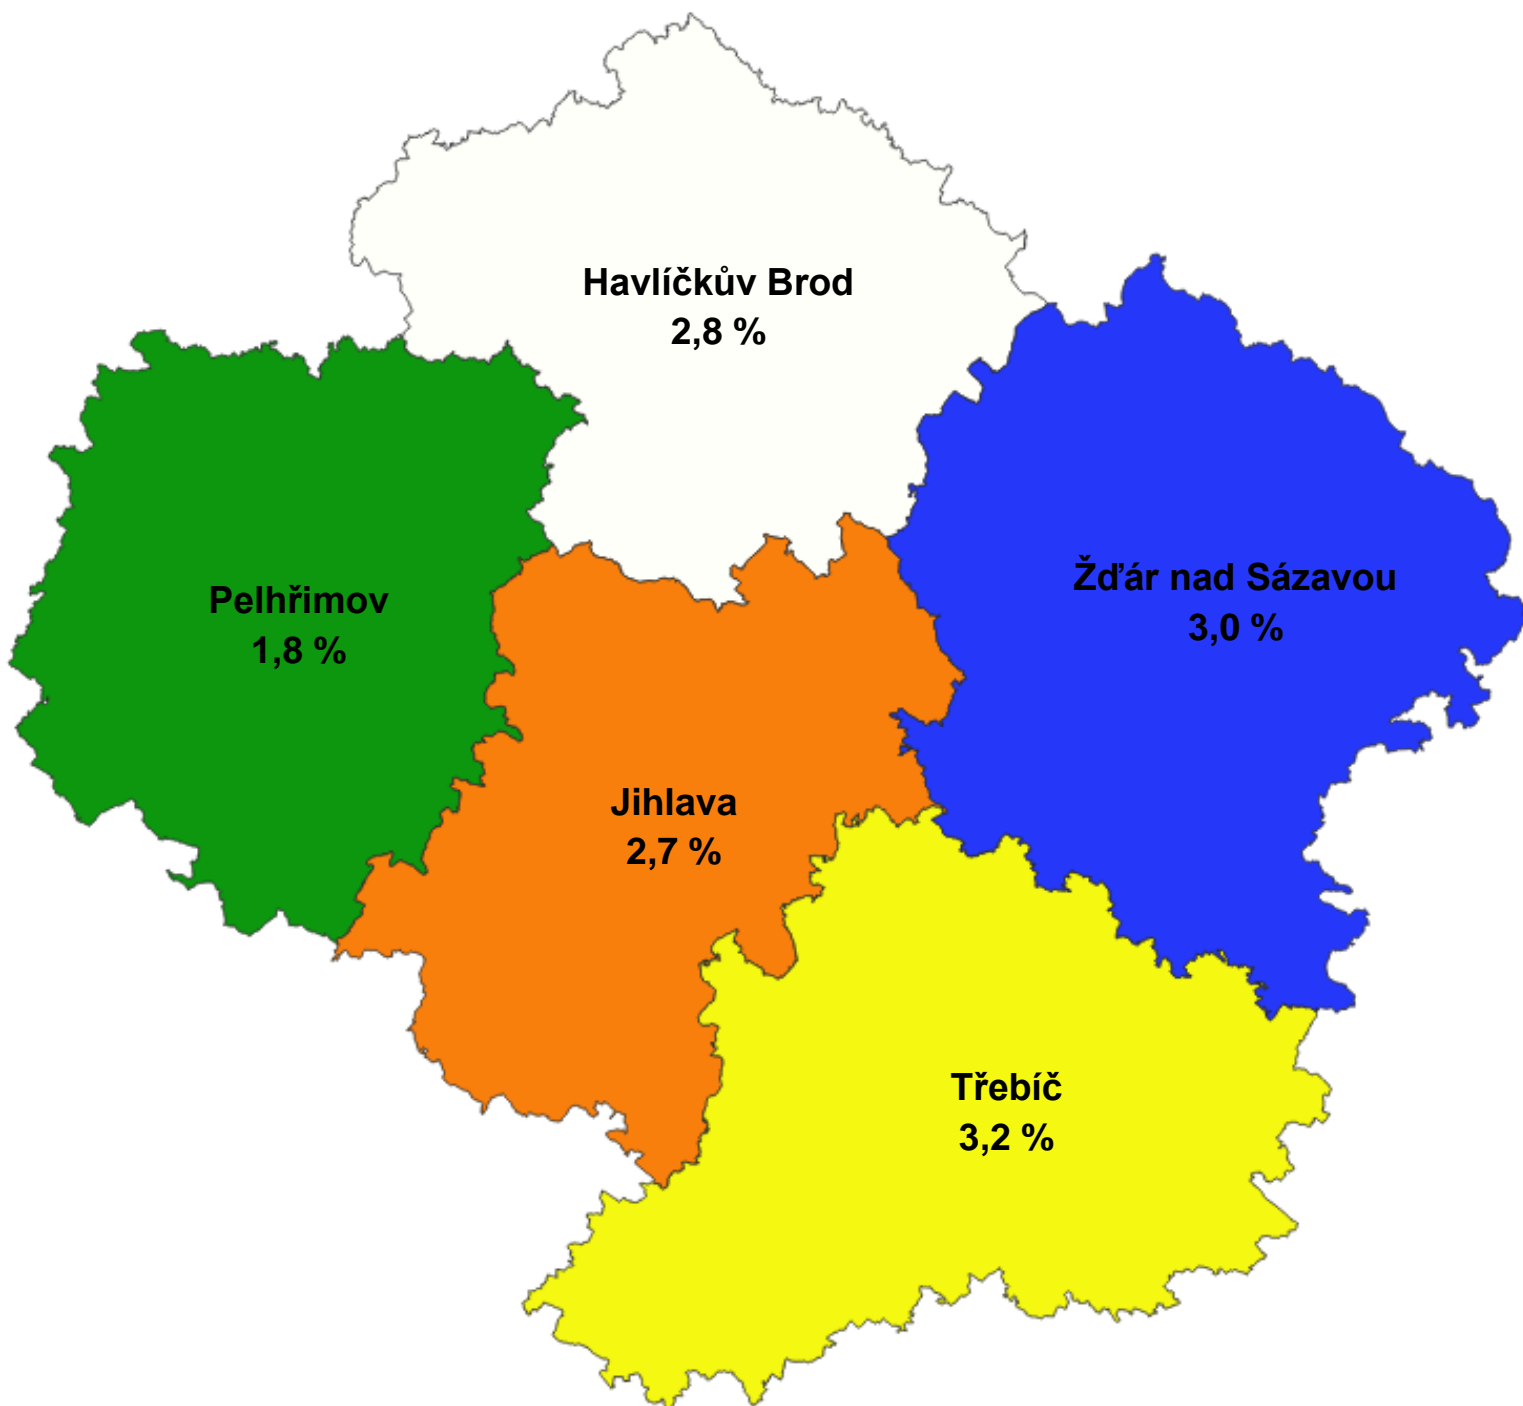 Havlíčkův Brod
2,8 %
Žďár nad Sázavou
3,0 %
Pelhřimov
1,8 %
Jihlava
2,7 %
Třebíč
3,2 %